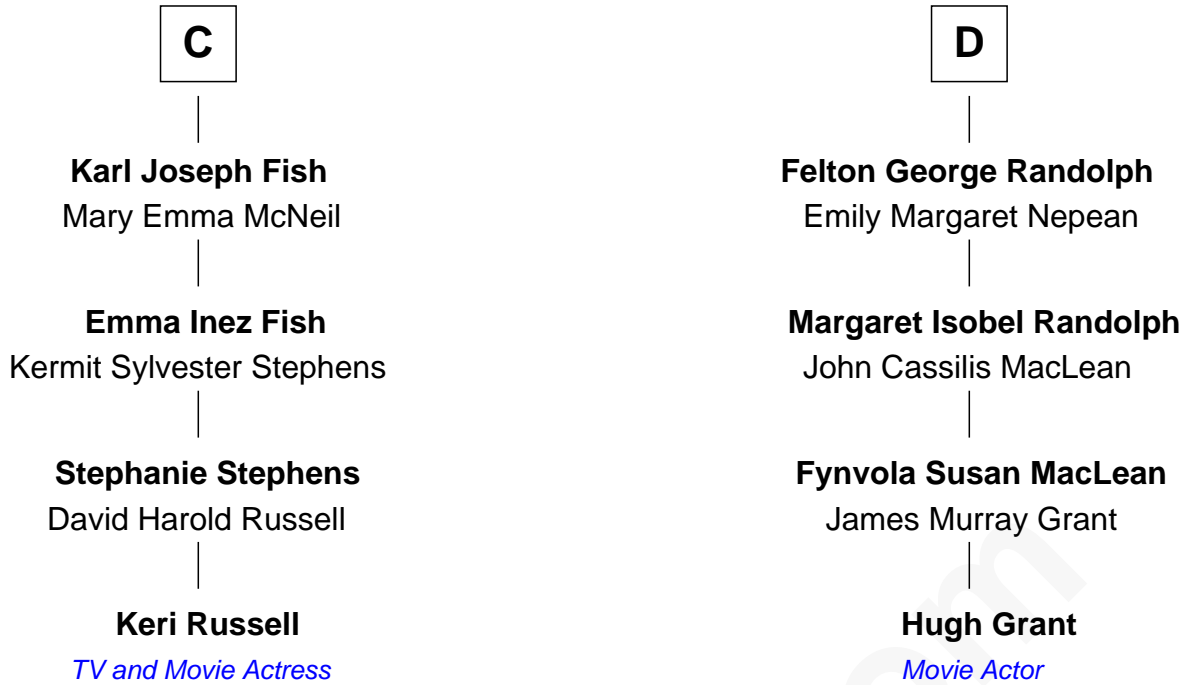 C
Karl Joseph Fish
Mary Emma McNeil
Emma Inez Fish
Kermit Sylvester Stephens
Stephanie Stephens
David Harold Russell
Keri Russell
TV and Movie Actress
D
Felton George Randolph
Emily Margaret Nepean
Margaret Isobel Randolph
John Cassilis MacLean
Fynvola Susan MacLean
James Murray Grant
Hugh Grant
Movie Actor